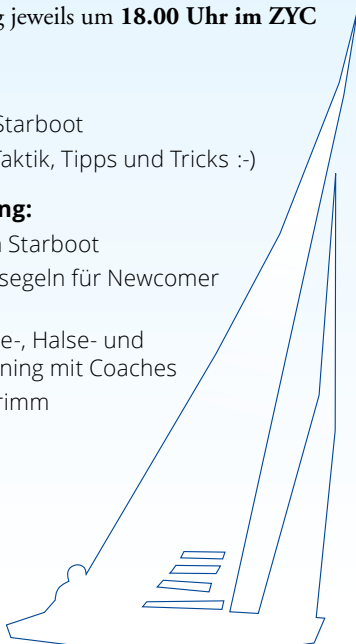 g jeweils um 18.00 Uhr im ZYC
Starboot
aktik, Tipps und Tricks :-)
ng:
Starboot
segeln für Newcomer
e-, Halse- und
ning mit Coaches
rimm